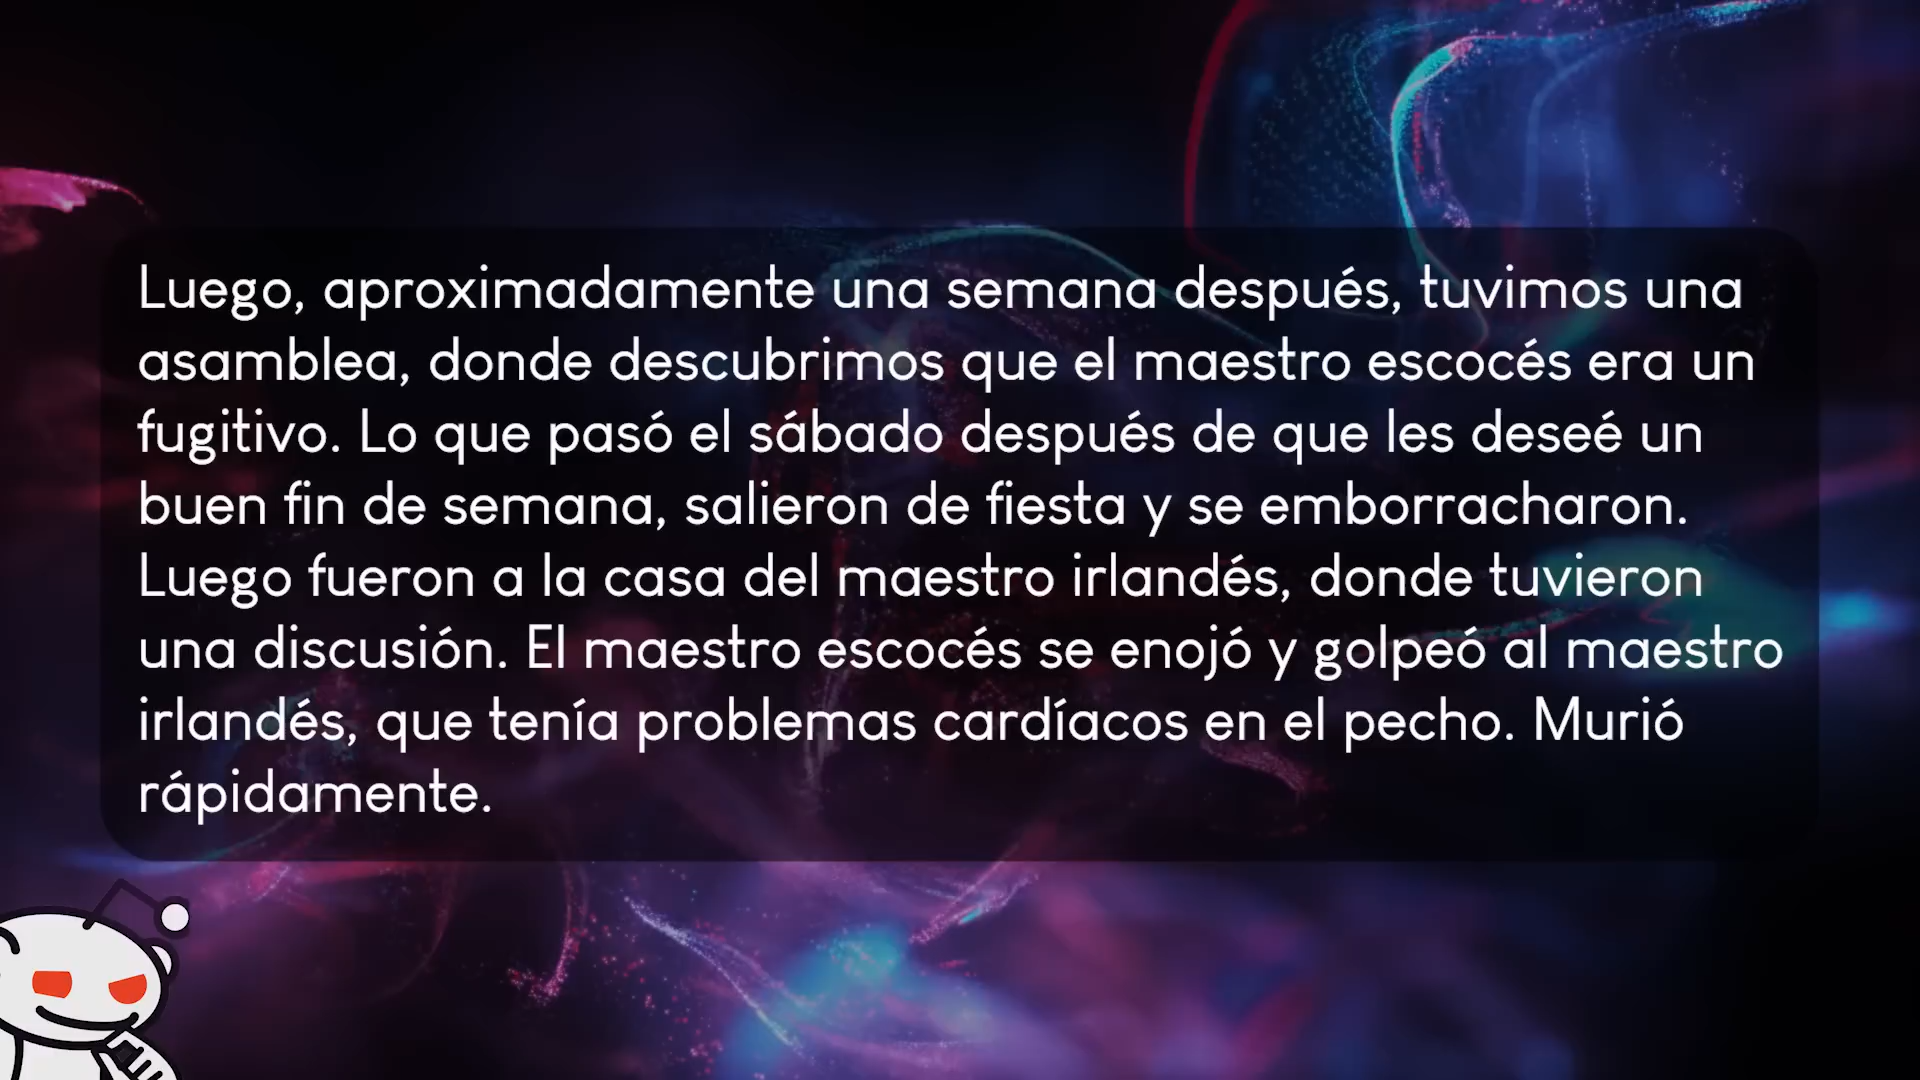 Luego, aproximadamente una semana después, tuvimos una
asamblea, donde descubrimos que el maestro escocés era un
fugitivo. Lo que pasó el sábado después de que les deseé un
buen fin de semana, salieron de fiesta y se emborracharon.
Luego fueron a la casa del maestro irlandés, donde tuvieron
una discusión. El maestro escocés se enojó y golpeó al maestro
irlandés, que tenía problemas cardíacos en el pecho. Murió
rápidamente.